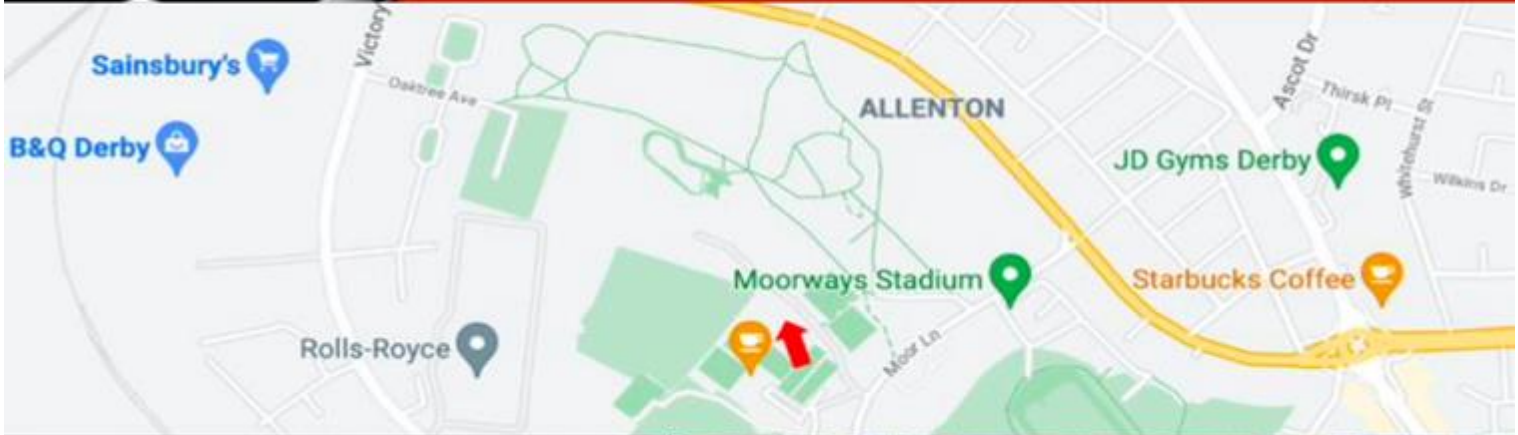 Victory
Sainsbury's
Oaktree Ave
B&Q Derby
ALLENTON
Ascot Dr
Thirsk Pl
Whitehurst St
JD Gyms Derby
Wilkins Dr
Moorways Stadium
Starbucks Coffee
Rolls-Royce
Moor Ln